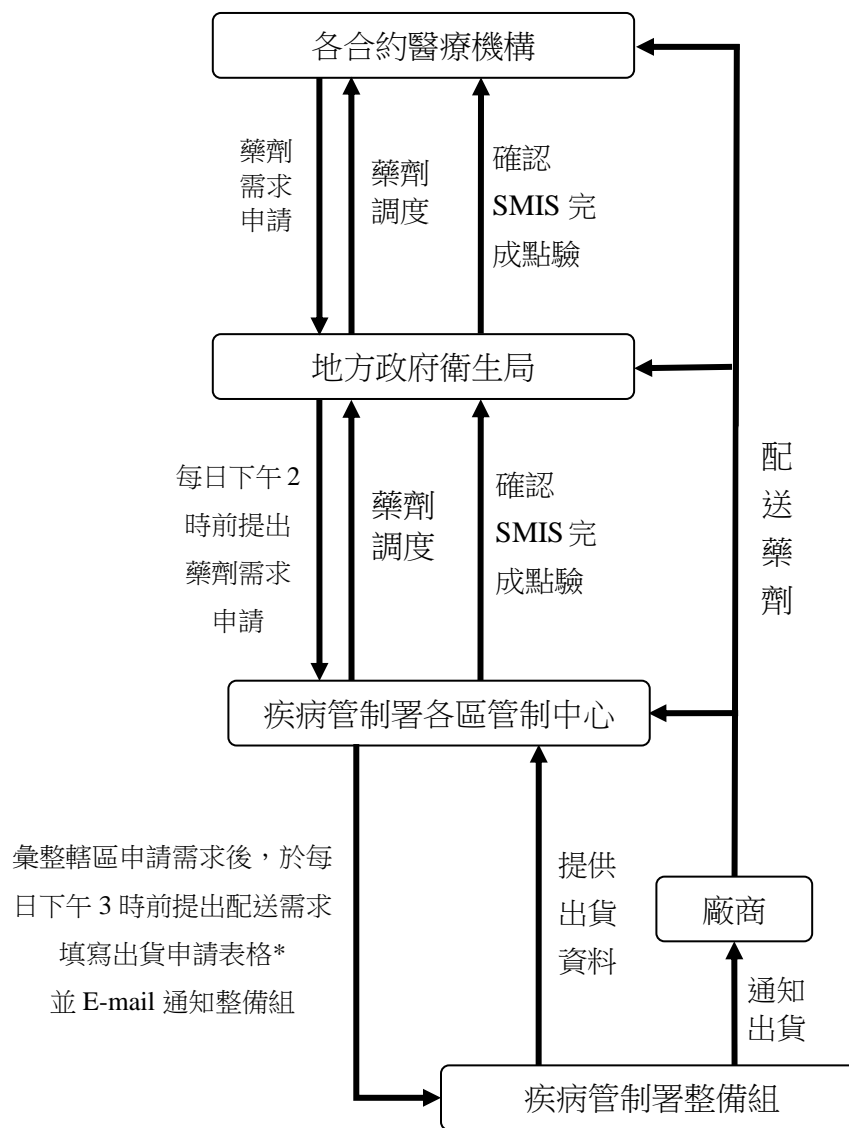 各合約醫療機構
藥劑
需求
申請
藥劑
調度
確認
SMIS 完
成點驗
地方政府衛生局
每日下午 2
時前提出
藥劑需求
申請
藥劑
調度
確認
SMIS 完
成點驗
配
送
藥
劑
疾病管制署各區管制中心
彙整轄區申請需求後，於每
日下午 3 時前提出配送需求
填寫出貨申請表格*
並 E-mail 通知整備組
提供
出貨
資料
廠商
通知
出貨
疾病管制署整備組